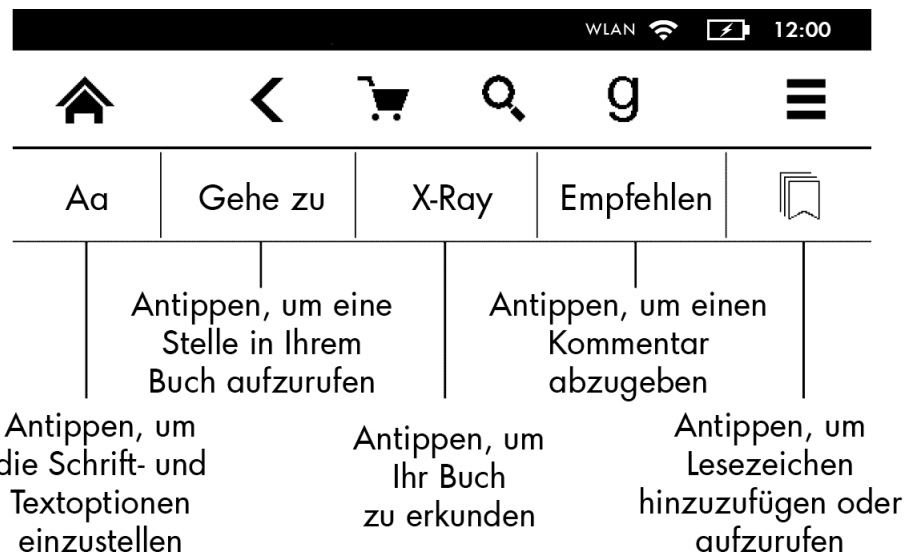 WLAN 12:00
g
Aa Gehe zu X-Ray Empfehlen
Antippen, um eine
Stelle in Ihrem
Buch aufzurufen
Antippen, um einen
Kommentar
abzugeben
Antippen, um
die Schrift- und
Textoptionen
einzustellen
Antippen, um
Ihr Buch
zu erkunden
Antippen, um
Lesezeichen
hinzuzufügen oder
aufzurufen